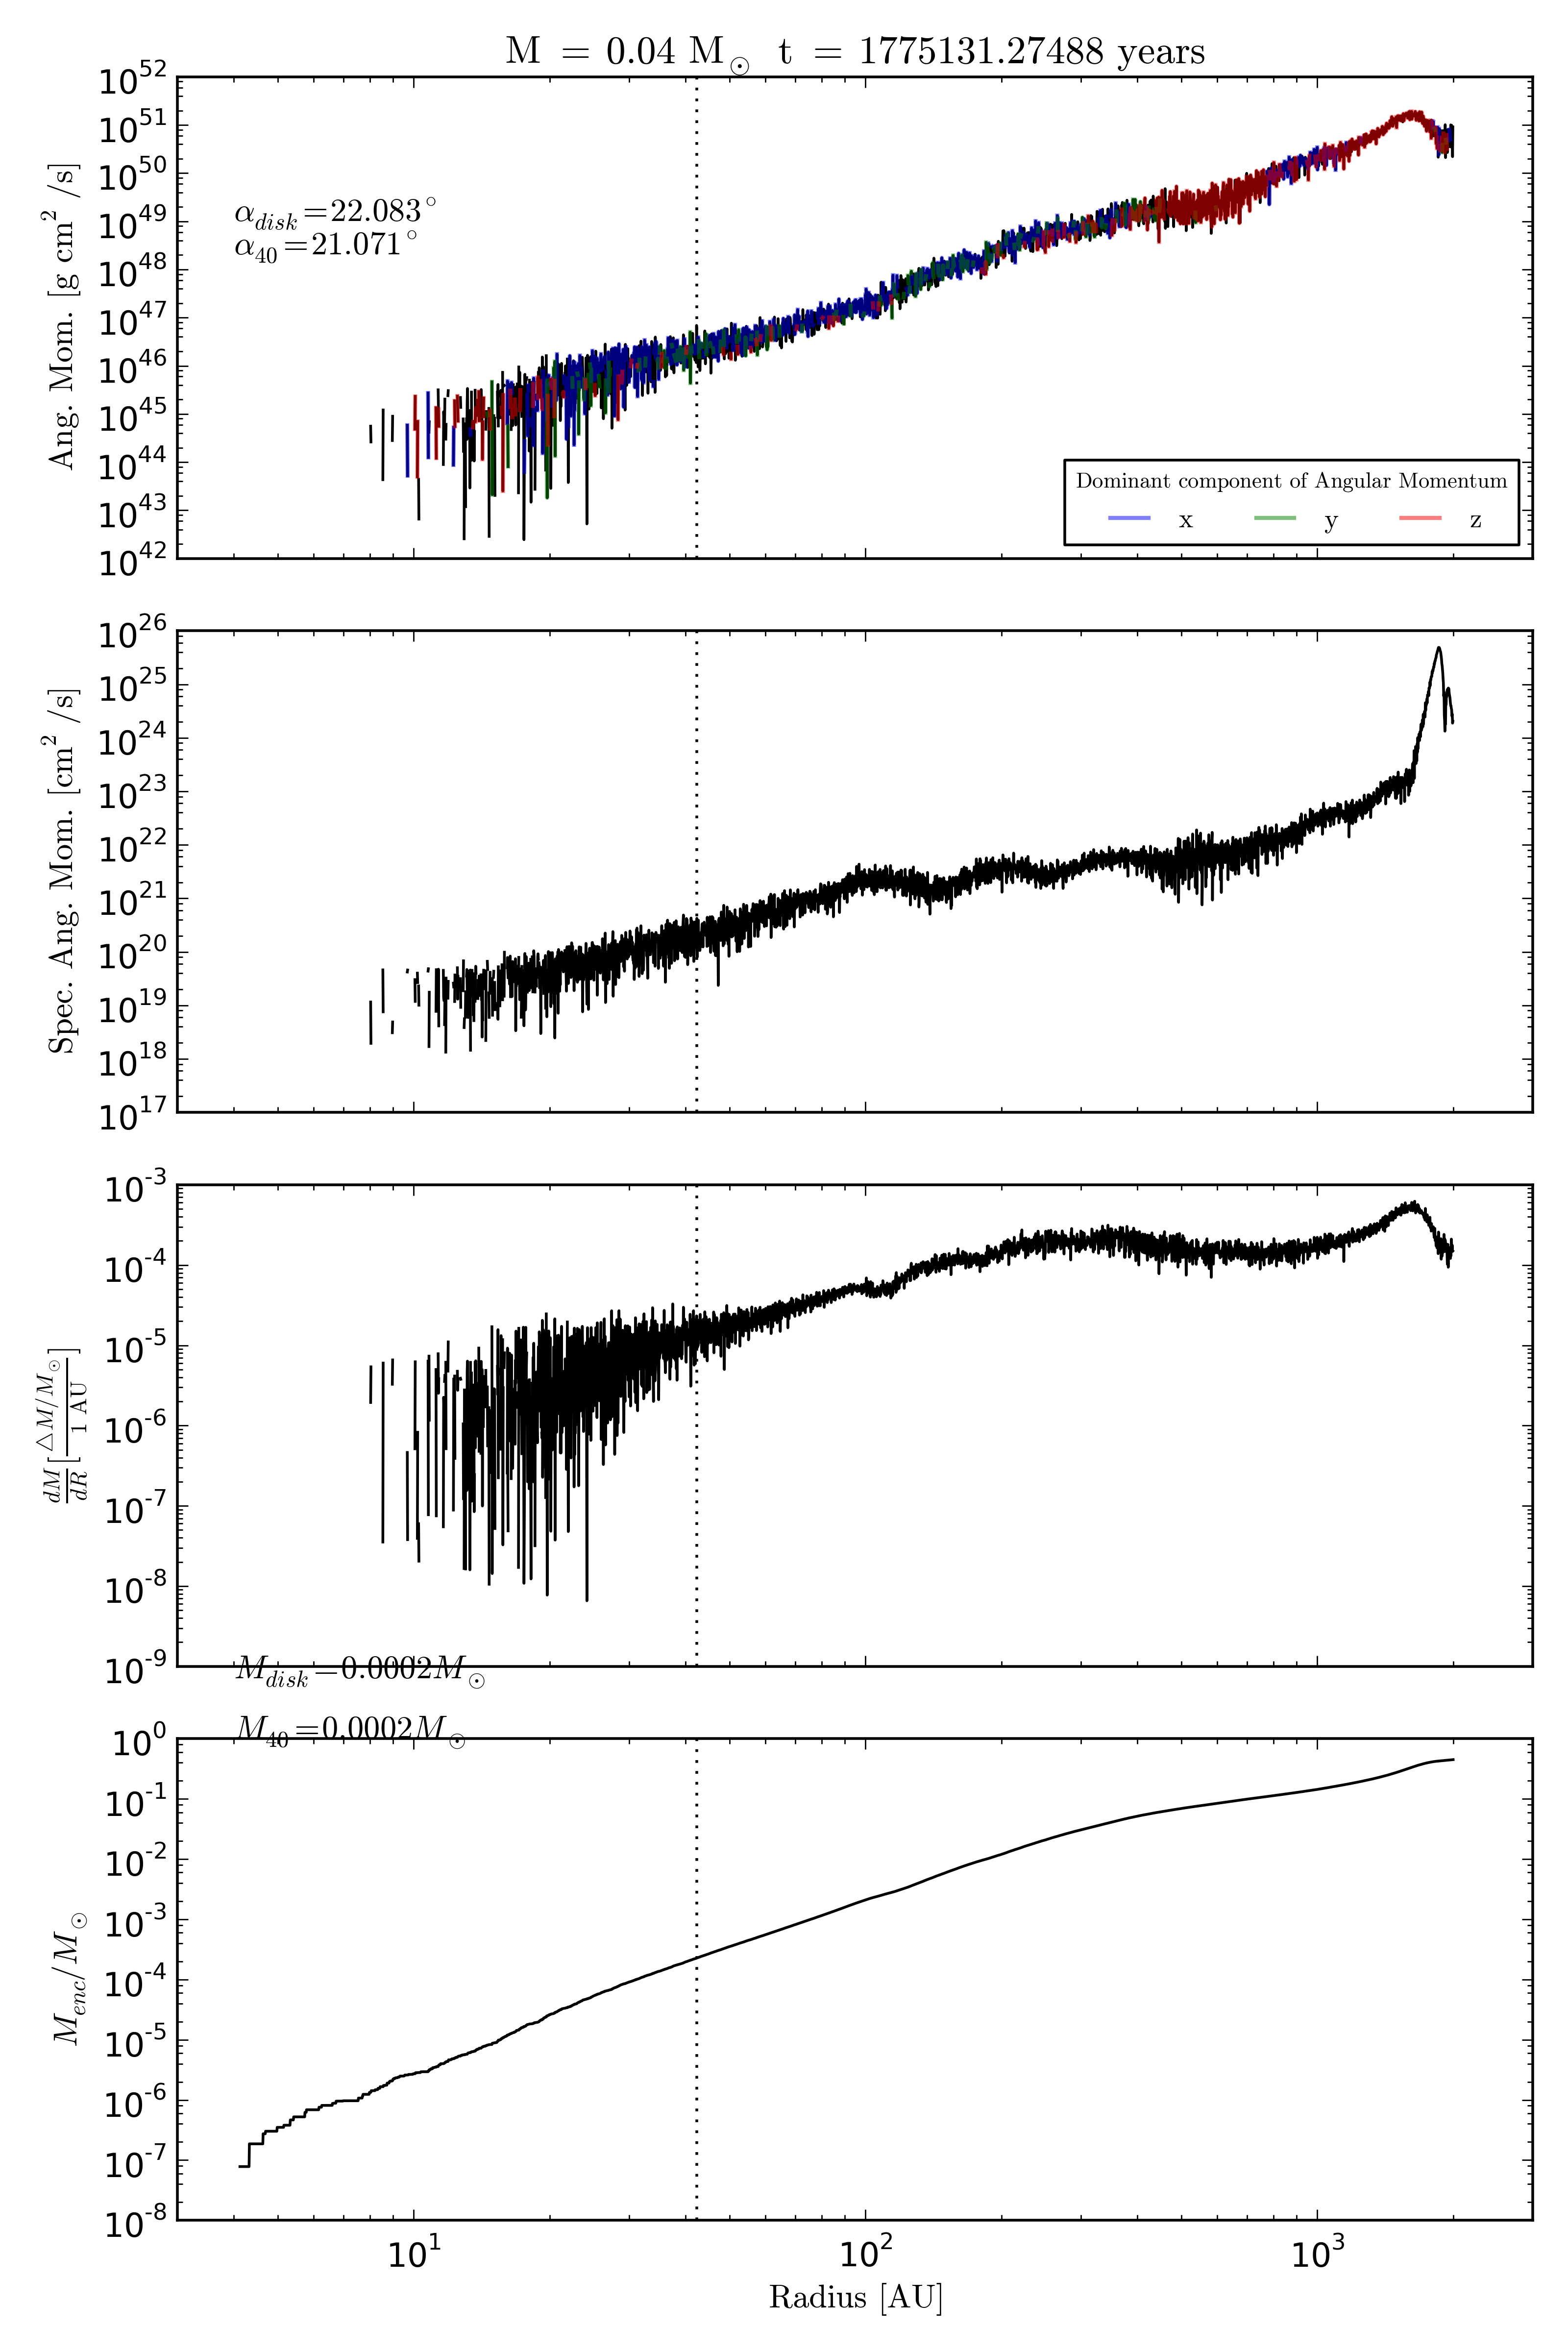 M = 0.04 M⊙ t = 1775131.27488 years
10^52
10^51
10^50
10^49
10^48
10^47
10^46
10^45
10^44
10^43
10^42
Ang. Mom. [g cm^2 /s]
α_disk=22.083°
α_40=21.071°
Dominant component of Angular Momentum
x y z
10^26
10^25
10^24
10^23
10^22
10^21
10^20
10^19
10^18
10^17
Spec. Ang. Mom. [cm^2 /s]
10^-3
10^-4
10^-5
10^-6
10^-7
10^-8
10^-9
dM/dR [△M/M⊙ / 1 AU]
M_disk=0.0002M⊙
M_40=0.0002M⊙
10^0
10^-1
10^-2
10^-3
10^-4
10^-5
10^-6
10^-7
10^-8
M_enc/M⊙
10^1 10^2 10^3
Radius [AU]